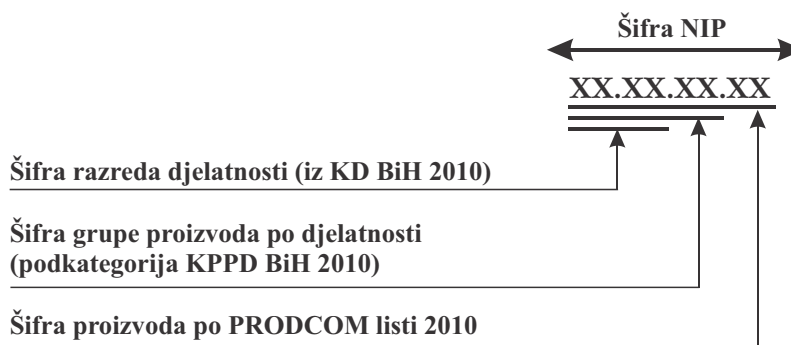 Šifra NIP
XX.XX.XX.XX
Šifra razreda djelatnosti (iz KD BiH 2010)
Šifra grupe proizvoda po djelatnosti
(podkategorija KPPD BiH 2010)
Šifra proizvoda po PRODCOM listi 2010